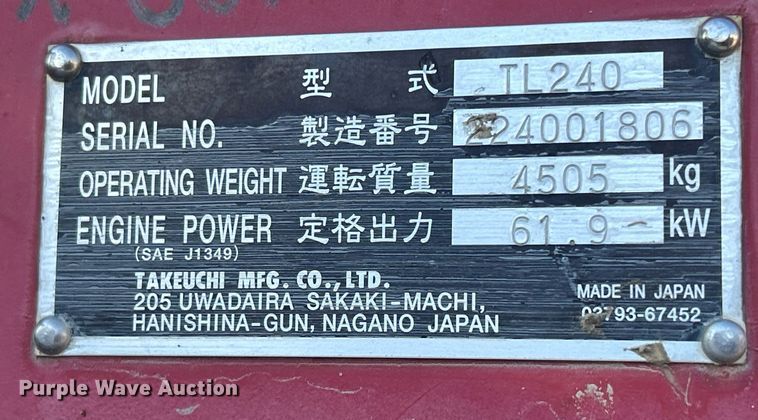 MODEL 型 式 TL240
SERIAL NO. 製造番号 224001806
OPERATING WEIGHT 運転質量 4505 kg
ENGINE POWER 定格出力 61.9 kW
(SAE J1349)
TAKEUCHI MFG. CO., LTD.
205 UWADAIRA SAKAKI-MACHI,
HANISHINA-GUN, NAGANO JAPAN
MADE IN JAPAN
03793-67452
Purple Wave Auction